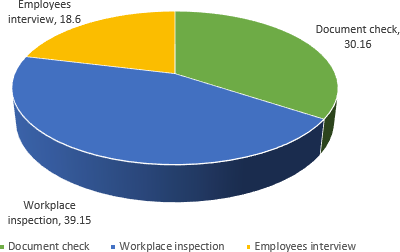 Employees
interview, 18.6
Document check,
30.16
Workplace
inspection, 39.15
Document check Workplace inspection Employees interview